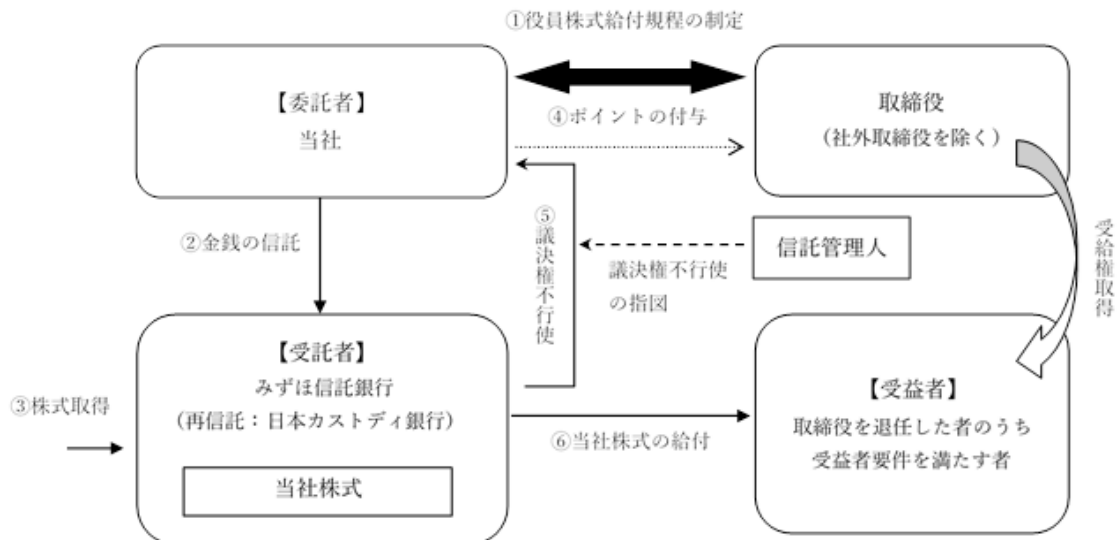 ①役員株式給付規程の制定
【委託者】
当社
④ポイントの付与
取締役
(社外取締役を除く)
②金銭の信託
⑤議決権不行使
議決権不行使
の指図
信託管理人
受給権取得
【受託者】
みずほ信託銀行
(再信託:日本カストディ銀行)
当社株式
③株式取得
⑥当社株式の給付
【受益者】
取締役を退任した者のうち
受益者要件を満たす者